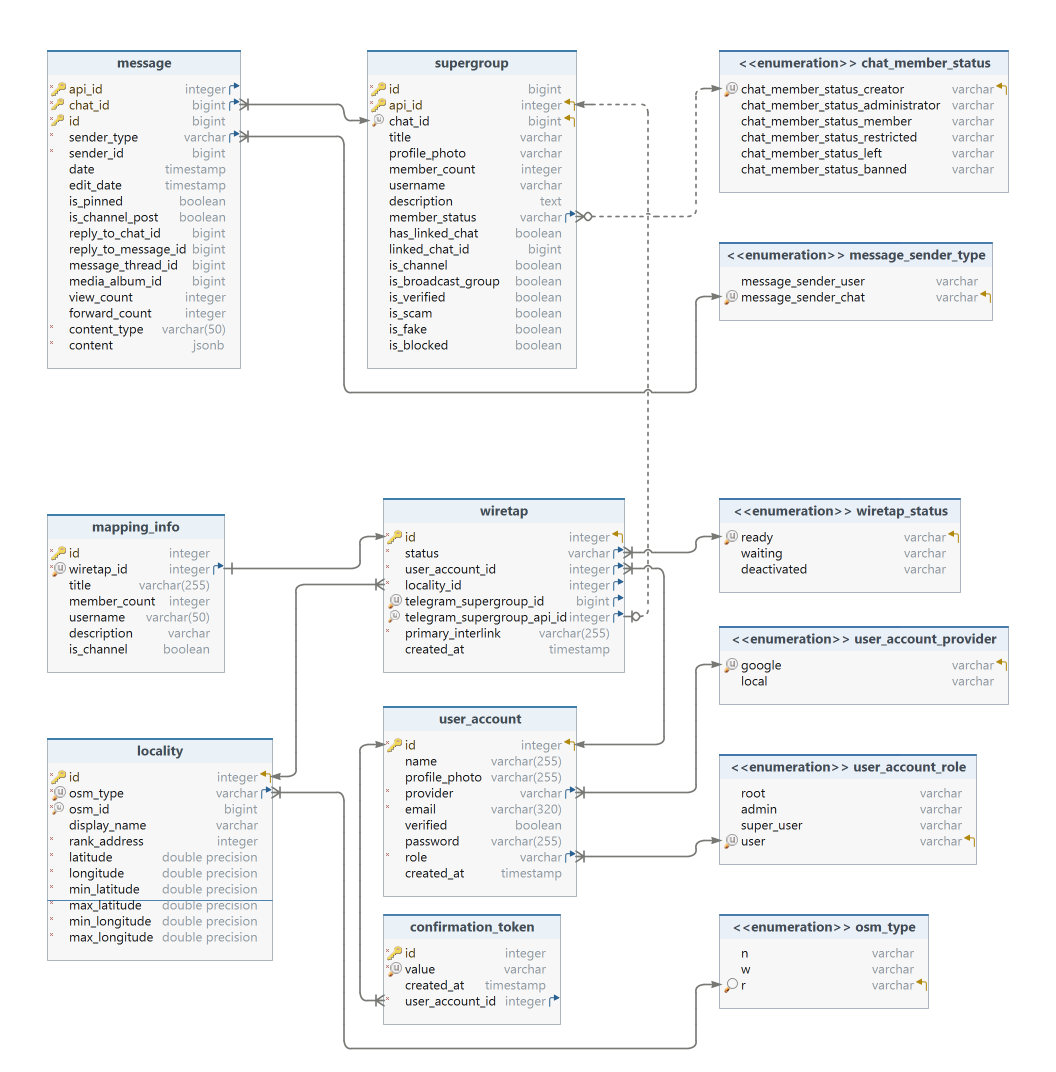 message
api_id integer
chat_id bigint
id bigint
sender_type varchar
sender_id bigint
date timestamp
edit_date timestamp
is_pinned boolean
is_channel_post boolean
reply_to_chat_id bigint
reply_to_message_id bigint
message_thread_id bigint
media_album_id bigint
view_count integer
forward_count integer
content_type varchar(50)
content jsonb
supergroup
id bigint
api_id integer
chat_id bigint
title varchar
profile_photo varchar
member_count integer
username varchar
description text
member_status varchar
has_linked_chat boolean
linked_chat_id bigint
is_channel boolean
is_broadcast_group boolean
is_verified boolean
is_scam boolean
is_fake boolean
is_blocked boolean
<<enumeration>> chat_member_status
chat_member_status_creator varchar
chat_member_status_administrator varchar
chat_member_status_member varchar
chat_member_status_restricted varchar
chat_member_status_left varchar
chat_member_status_banned varchar
<<enumeration>> message_sender_type
message_sender_user varchar
message_sender_chat varchar
mapping_info
id integer
wiretap_id integer
title varchar(255)
member_count integer
username varchar(50)
description varchar
is_channel boolean
wiretap
id integer
status varchar
user_account_id integer
locality_id integer
telegram_supergroup_id bigint
telegram_supergroup_api_id integer
primary_interlink varchar(255)
created_at timestamp
<<enumeration>> wiretap_status
ready varchar
waiting varchar
deactivated varchar
<<enumeration>> user_account_provider
google varchar
local varchar
locality
id integer
osm_type varchar
osm_id bigint
display_name varchar
rank_address integer
latitude double precision
longitude double precision
min_latitude double precision
max_latitude double precision
min_longitude double precision
max_longitude double precision
user_account
id integer
name varchar(255)
profile_photo varchar(255)
provider varchar
email varchar(320)
verified boolean
password varchar(255)
role varchar
created_at timestamp
<<enumeration>> user_account_role
root varchar
admin varchar
super_user varchar
user varchar
confirmation_token
id integer
value varchar
created_at timestamp
user_account_id integer
<<enumeration>> osm_type
n varchar
w varchar
r varchar